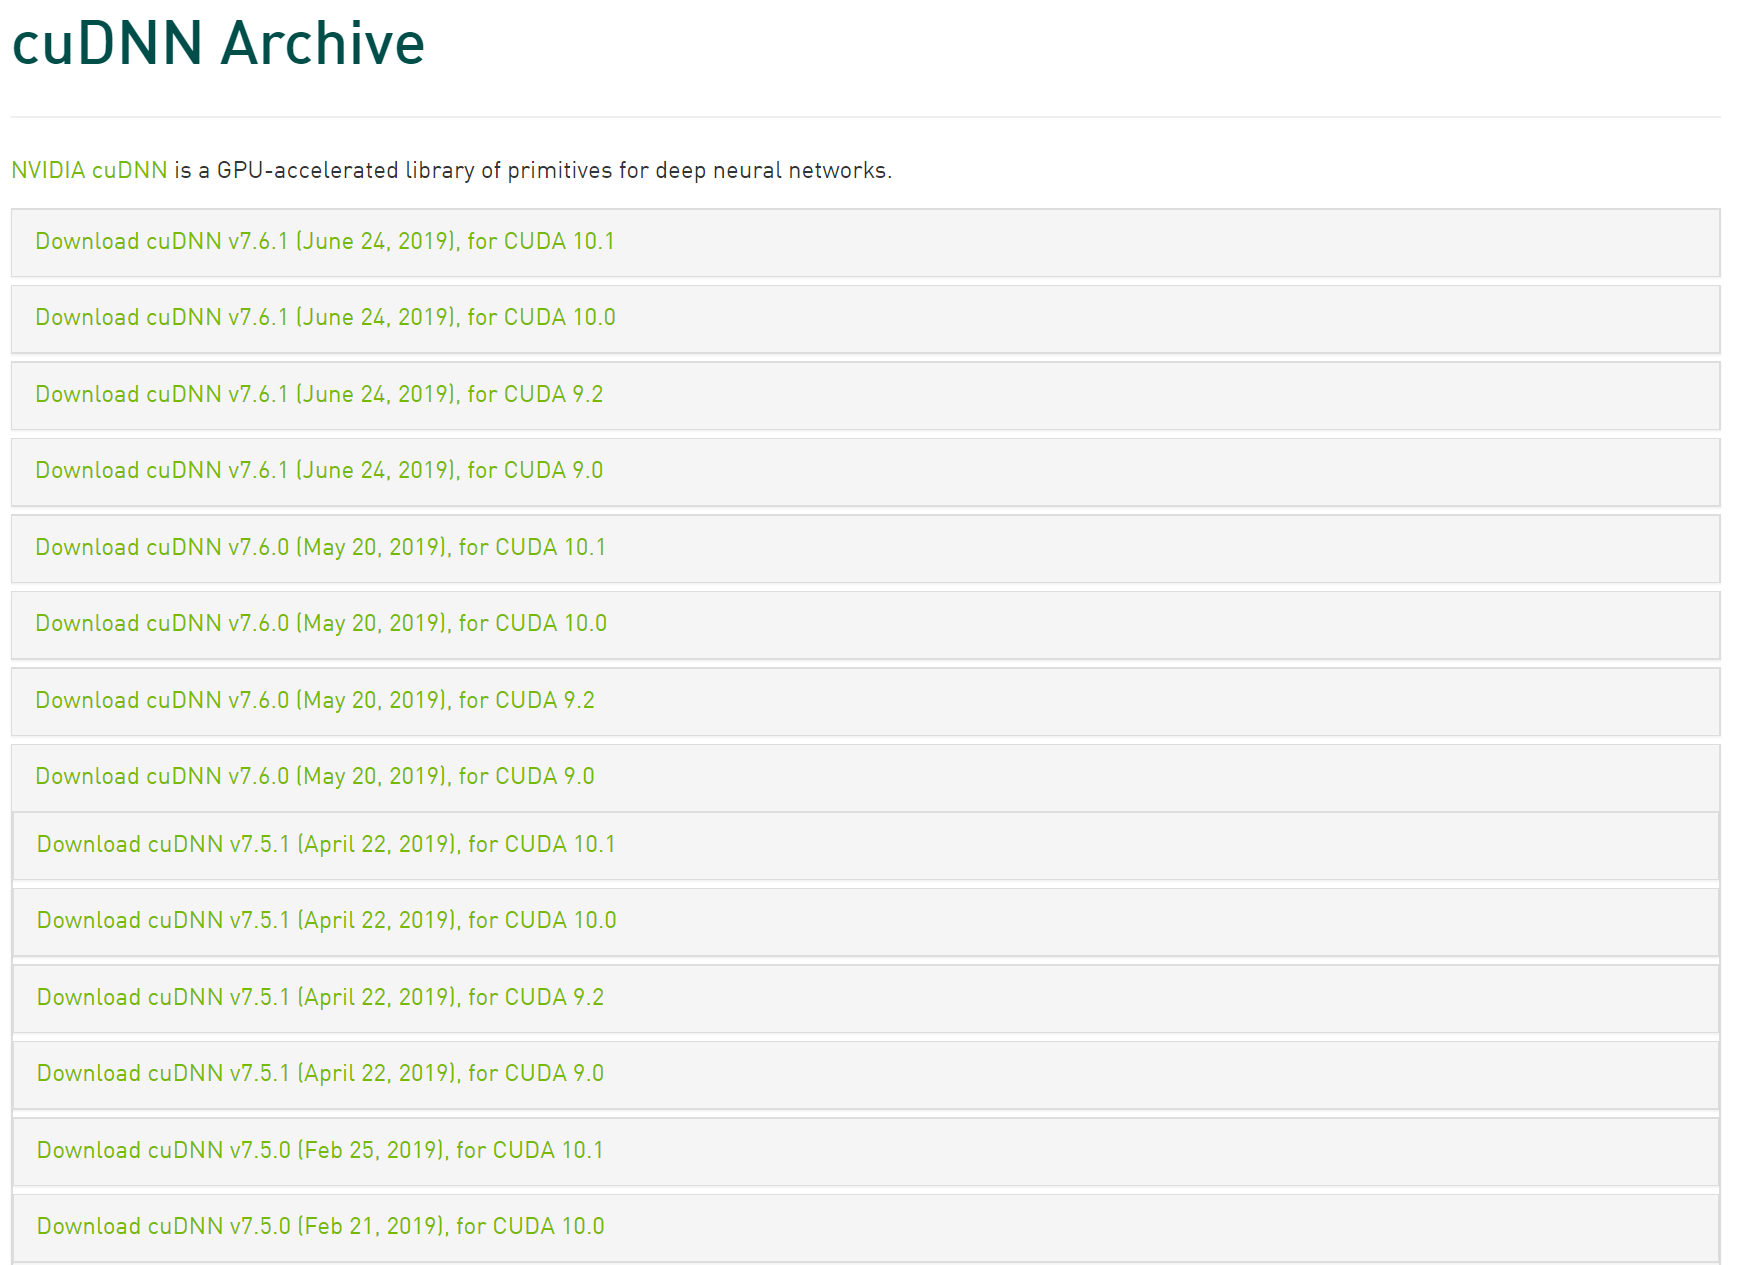 cuDNN Archive
NVIDIA cuDNN is a GPU-accelerated library of primitives for deep neural networks.
Download cuDNN v7.6.1 (June 24, 2019), for CUDA 10.1
Download cuDNN v7.6.1 (June 24, 2019), for CUDA 10.0
Download cuDNN v7.6.1 (June 24, 2019), for CUDA 9.2
Download cuDNN v7.6.1 (June 24, 2019), for CUDA 9.0
Download cuDNN v7.6.0 (May 20, 2019), for CUDA 10.1
Download cuDNN v7.6.0 (May 20, 2019), for CUDA 10.0
Download cuDNN v7.6.0 (May 20, 2019), for CUDA 9.2
Download cuDNN v7.6.0 (May 20, 2019), for CUDA 9.0
Download cuDNN v7.5.1 (April 22, 2019), for CUDA 10.1
Download cuDNN v7.5.1 (April 22, 2019), for CUDA 10.0
Download cuDNN v7.5.1 (April 22, 2019), for CUDA 9.2
Download cuDNN v7.5.1 (April 22, 2019), for CUDA 9.0
Download cuDNN v7.5.0 (Feb 25, 2019), for CUDA 10.1
Download cuDNN v7.5.0 (Feb 21, 2019), for CUDA 10.0